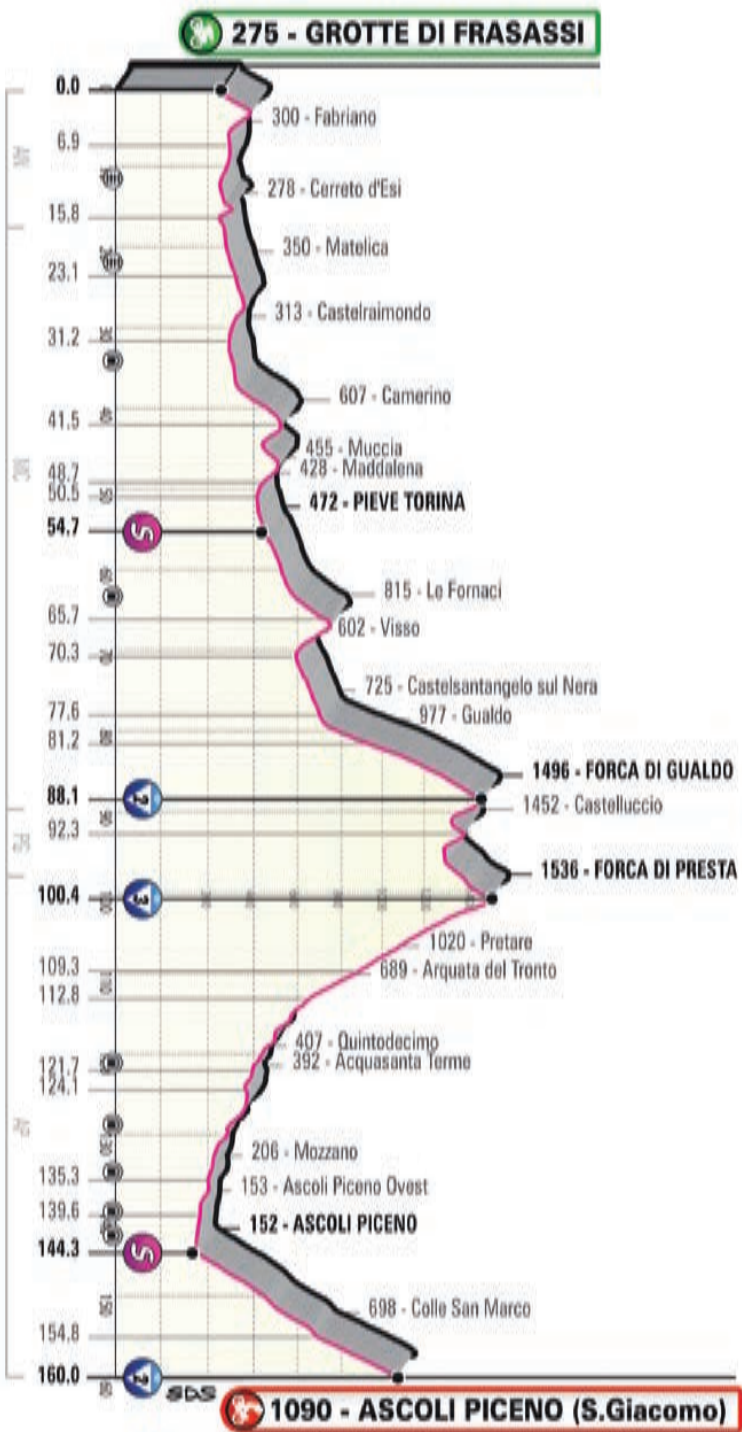 275 - GROTTE DI FRASASSI
0.0
300 - Fabriano
6.9
278 - Cerreto d'Esi
15.8
350 - Matelica
23.1
313 - Castelraimondo
31.2
607 - Camerino
41.5
455 - Muccia
428 - Maddalena
48.7
50.5
472 - PIEVE TORINA
54.7
S
815 - Le Fornaci
65.7
602 - Visso
70.3
725 - Castelsantangelo sul Nera
77.6
977 - Gualdo
81.2
1496 - FORCA DI GUALDO
88.1
2
1452 - Castelluccio
92.3
1536 - FORCA DI PRESTA
100.4
3
1020 - Pretare
109.3
689 - Arquata del Tronto
112.8
407 - Quintodecimo
121.7
392 - Acquasanta Terme
124.1
206 - Mozzano
135.3
153 - Ascoli Piceno Ovest
139.6
152 - ASCOLI PICENO
144.3
S
698 - Colle San Marco
154.8
160.0
2
SDS
1090 - ASCOLI PICENO (S.Giacomo)